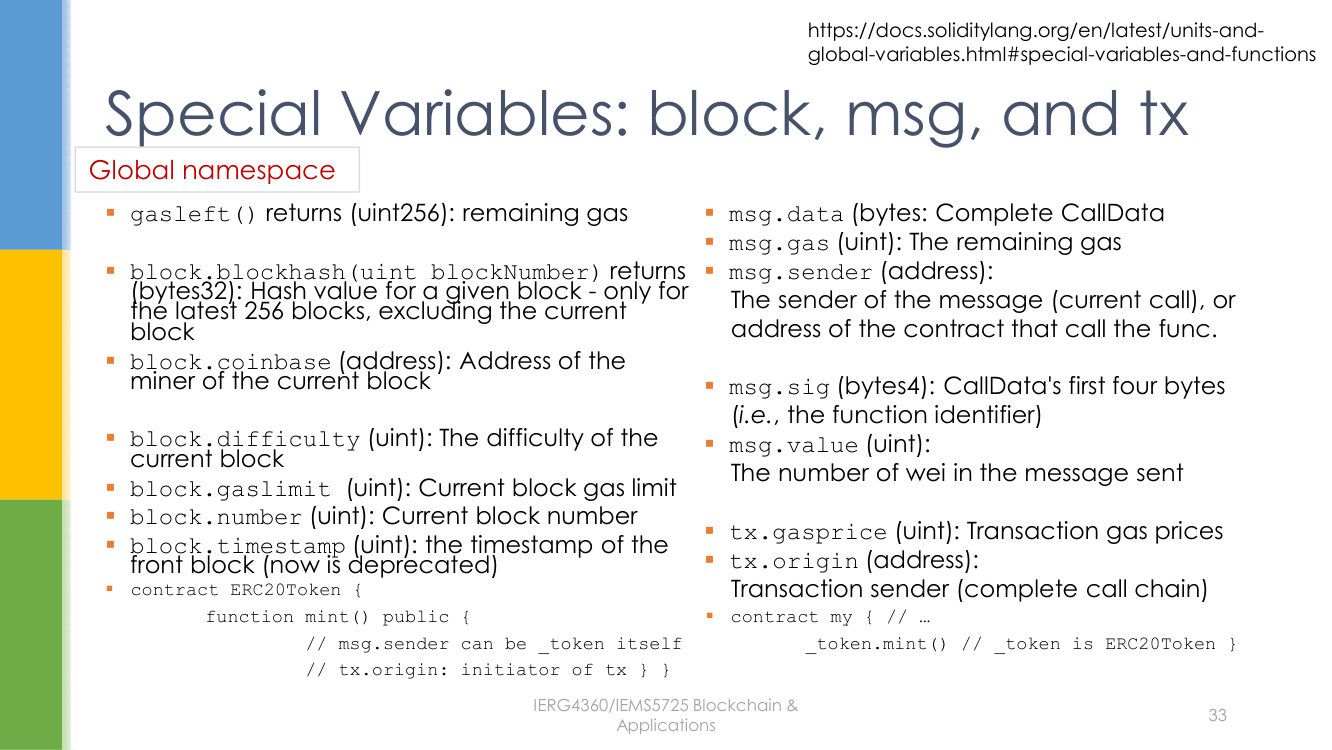 https://docs.soliditylang.org/en/latest/units-and-
global-variables.html#special-variables-and-functions
Special Variables: block, msg, and tx
Global namespace
▪ gasleft() returns (uint256): remaining gas
▪ block.blockhash(uint blockNumber) returns
(bytes32): Hash value for a given block - only for
the latest 256 blocks, excluding the current
block
▪ block.coinbase (address): Address of the
miner of the current block
▪ block.difficulty (uint): The difficulty of the
current block
▪ block.gaslimit (uint): Current block gas limit
▪ block.number (uint): Current block number
▪ block.timestamp (uint): the timestamp of the
front block (now is deprecated)
▪ contract ERC20Token {
function mint() public {
// msg.sender can be _token itself
// tx.origin: initiator of tx } }
▪ msg.data (bytes: Complete CallData
▪ msg.gas (uint): The remaining gas
▪ msg.sender (address):
The sender of the message (current call), or
address of the contract that call the func.
▪ msg.sig (bytes4): CallData's first four bytes
(i.e., the function identifier)
▪ msg.value (uint):
The number of wei in the message sent
▪ tx.gasprice (uint): Transaction gas prices
▪ tx.origin (address):
Transaction sender (complete call chain)
▪ contract my { // …
_token.mint() // _token is ERC20Token }
IERG4360/IEMS5725 Blockchain &
Applications
33